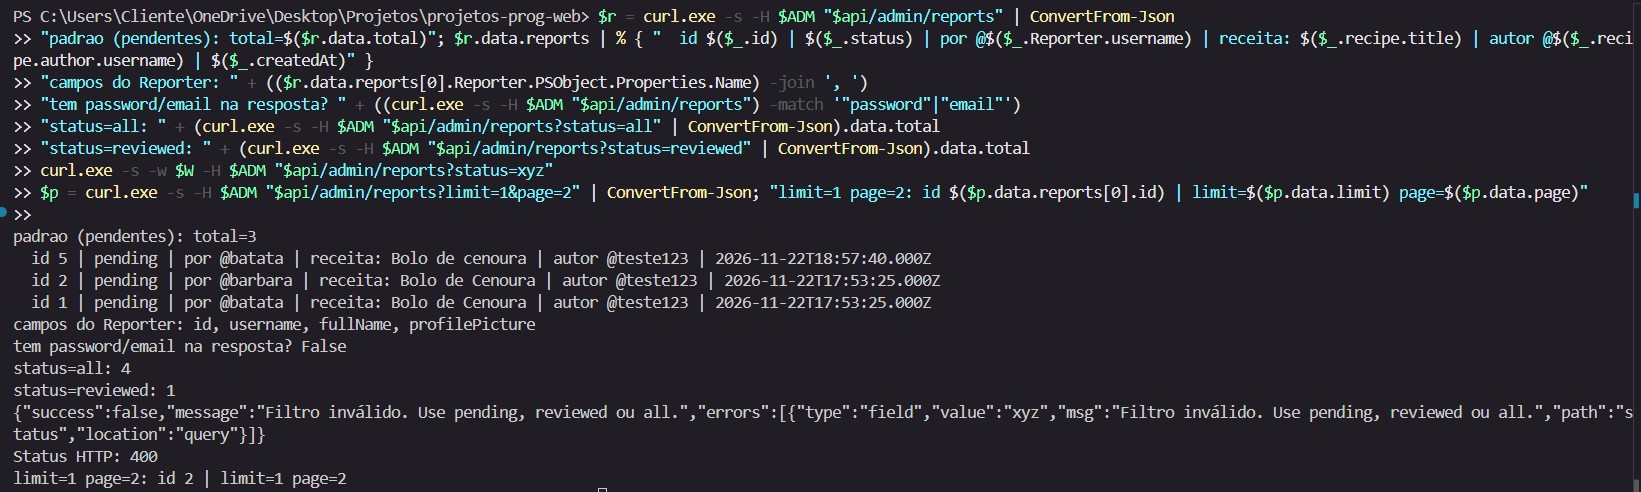 PS C:\Users\Cliente\OneDrive\Desktop\Projetos\projetos-prog-web> $r = curl.exe -s -H $ADM "$api/admin/reports" | ConvertFrom-Json
>> "padrao (pendentes): total=$($r.data.total)"; $r.data.reports | % { "  id $($_.id) | $($_.status) | por @$($_.Reporter.username) | receita: $($_.recipe.title) | autor @$($_.reci
pe.author.username) | $($_.createdAt)" }
>> "campos do Reporter: " + (($r.data.reports[0].Reporter.PSObject.Properties.Name) -join ', ')
>> "tem password/email na resposta? " + ((curl.exe -s -H $ADM "$api/admin/reports") -match '"password"|"email"')
>> "status=all: " + (curl.exe -s -H $ADM "$api/admin/reports?status=all" | ConvertFrom-Json).data.total
>> "status=reviewed: " + (curl.exe -s -H $ADM "$api/admin/reports?status=reviewed" | ConvertFrom-Json).data.total
>> curl.exe -s -w $W -H $ADM "$api/admin/reports?status=xyz"
>> $p = curl.exe -s -H $ADM "$api/admin/reports?limit=1&page=2" | ConvertFrom-Json; "limit=1 page=2: id $($p.data.reports[0].id) | limit=$($p.data.limit) page=$($p.data.page)"
>>
padrao (pendentes): total=3
  id 5 | pending | por @batata | receita: Bolo de cenoura | autor @teste123 | 2026-11-22T18:57:40.000Z
  id 2 | pending | por @barbara | receita: Bolo de Cenoura | autor @teste123 | 2026-11-22T17:53:25.000Z
  id 1 | pending | por @batata | receita: Bolo de Cenoura | autor @teste123 | 2026-11-22T17:53:25.000Z
campos do Reporter: id, username, fullName, profilePicture
tem password/email na resposta? False
status=all: 4
status=reviewed: 1
{"success":false,"message":"Filtro inválido. Use pending, reviewed ou all.","errors":[{"type":"field","value":"xyz","msg":"Filtro inválido. Use pending, reviewed ou all.","path":"s
tatus","location":"query"}]}
Status HTTP: 400
limit=1 page=2: id 2 | limit=1 page=2